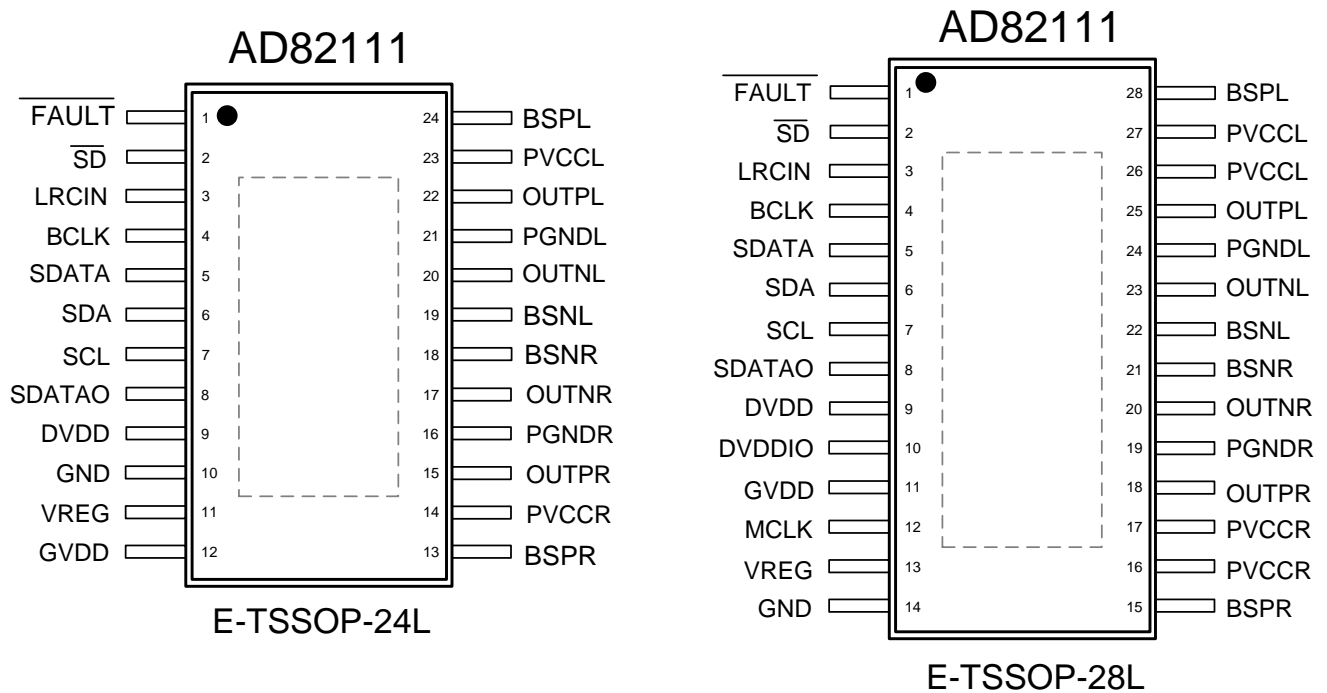 AD82111
FAULT 1 24 BSPL
SD 2 23 PVCCL
LRCIN 3 22 OUTPL
BCLK 4 21 PGNDL
SDATA 5 20 OUTNL
SDA 6 19 BSNL
SCL 7 18 BSNR
SDATAO 8 17 OUTNR
DVDD 9 16 PGNDR
GND 10 15 OUTPR
VREG 11 14 PVCCR
GVDD 12 13 BSPR
E-TSSOP-24L
AD82111
FAULT 1 28 BSPL
SD 2 27 PVCCL
LRCIN 3 26 PVCCL
BCLK 4 25 OUTPL
SDATA 5 24 PGNDL
SDA 6 23 OUTNL
SCL 7 22 BSNL
SDATAO 8 21 BSNR
DVDD 9 20 OUTNR
DVDDIO 10 19 PGNDR
GVDD 11 18 OUTPR
MCLK 12 17 PVCCR
VREG 13 16 PVCCR
GND 14 15 BSPR
E-TSSOP-28L